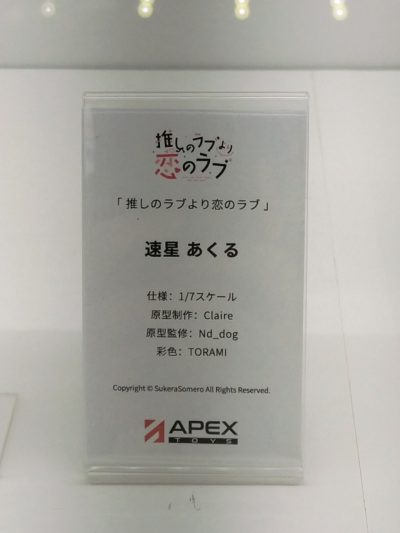 推しのラブより
恋のラブ
「 推しのラブより恋のラブ 」
速星 あくる
仕様: 1/7スケール
原型制作: Claire
原型監修: Nd_dog
彩色: TORAMI
Copyright © SukeraSomero All Rights Reserved.
APEX
TOYS